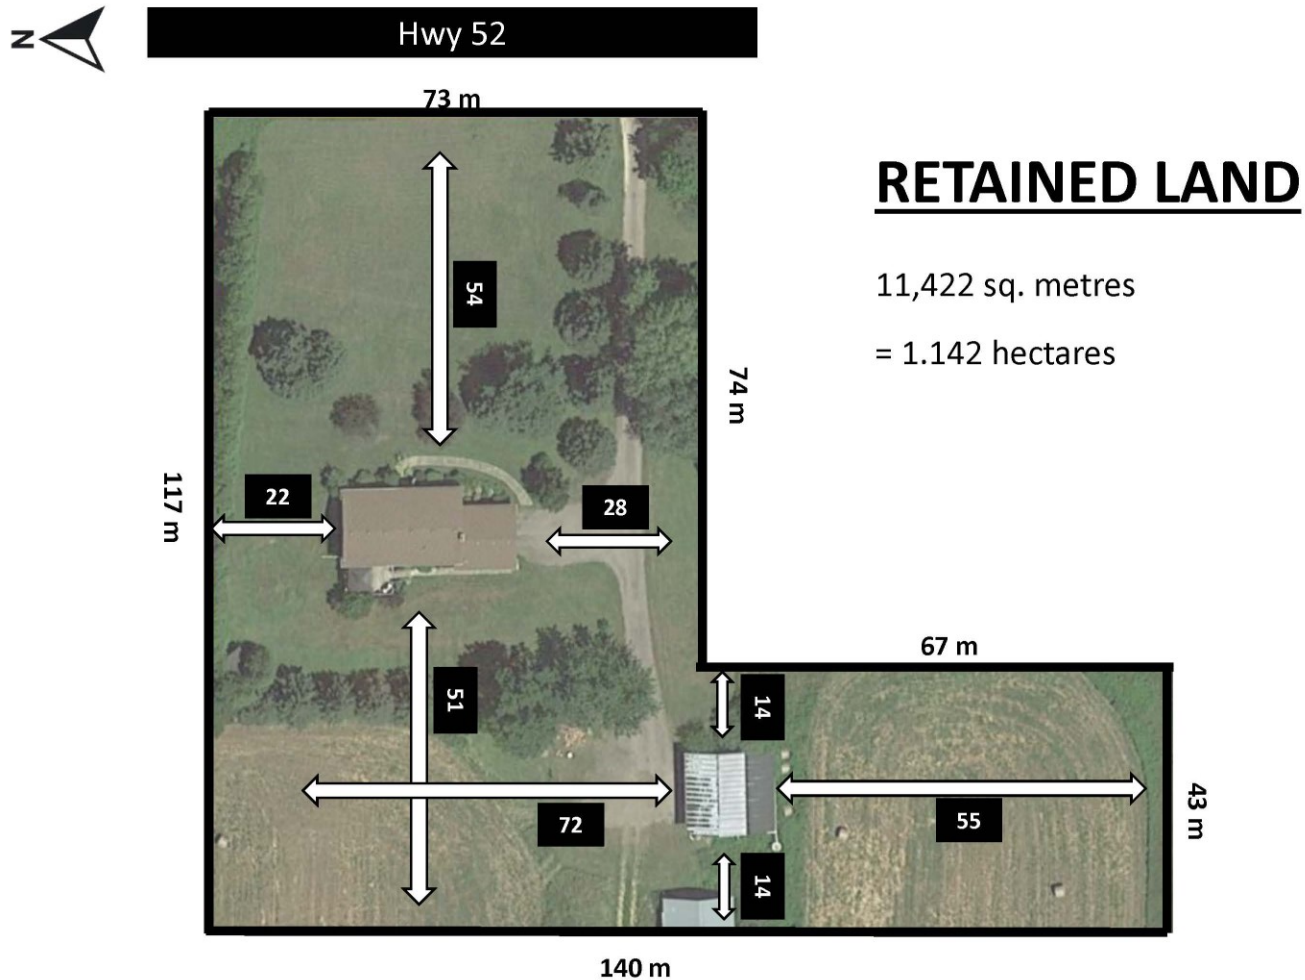 N
Hwy 52
73 m
RETAINED LAND
11,422 sq. metres
= 1.142 hectares
54
74 m
117 m
22
28
67 m
51
14
72
55
43 m
14
140 m